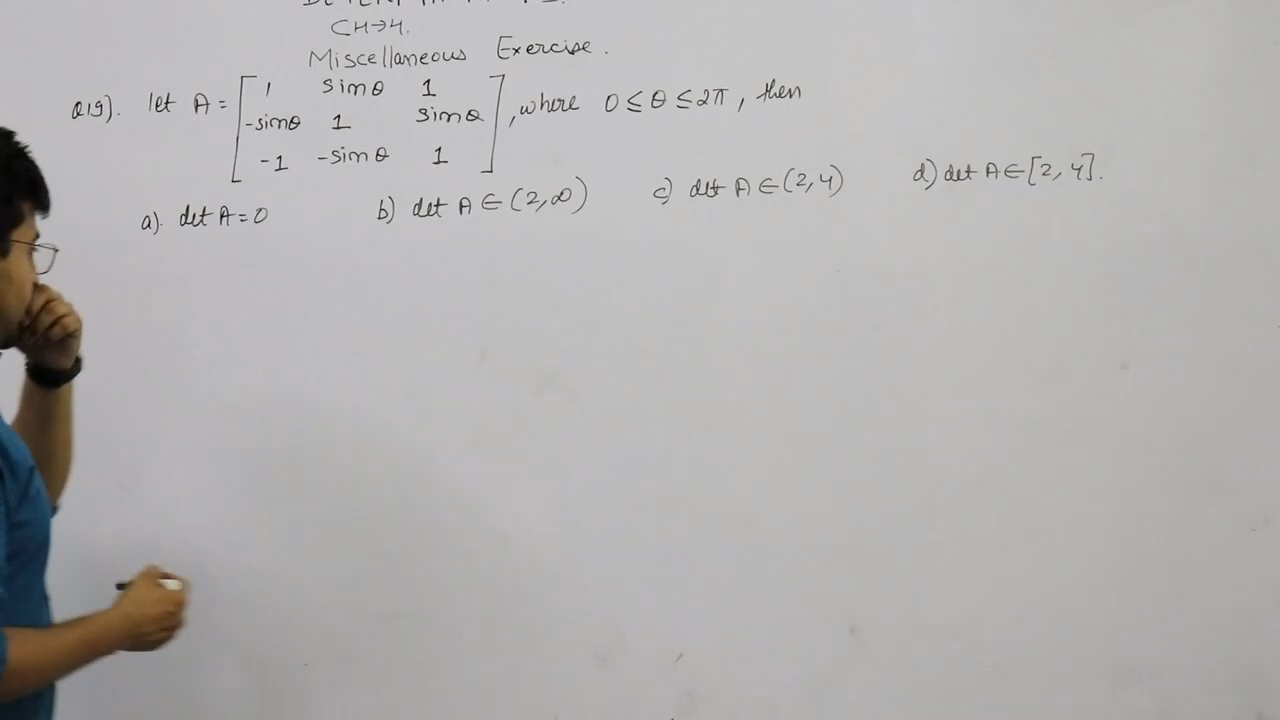 CH→4.
Miscellaneous Exercise.
Q19). let A = [1 sinθ 1
-sinθ 1 sinθ
-1 -sinθ 1], where 0 ≤ θ ≤ 2π, then
a). det A = 0 b) det A ∈ (2, ∞) c) det A ∈ (2, 4) d) det A ∈ [2, 4].